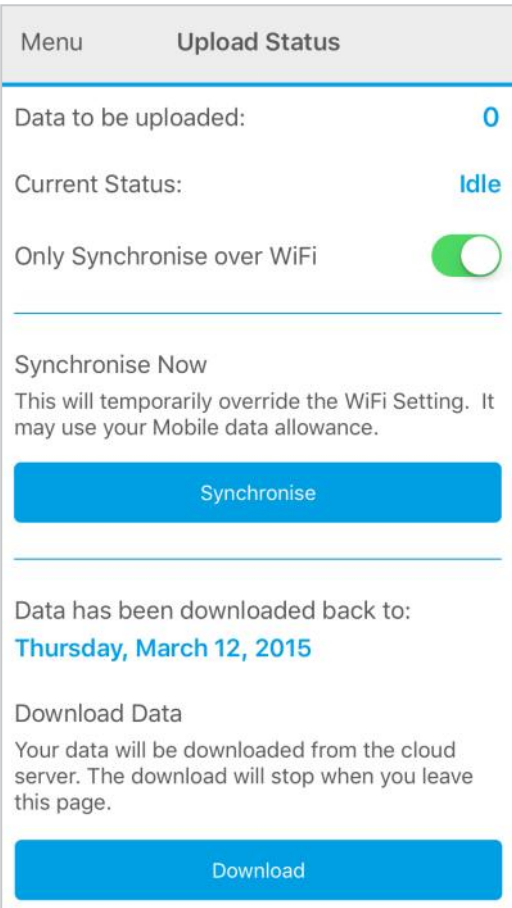 Menu Upload Status
Data to be uploaded: 0
Current Status: Idle
Only Synchronise over WiFi
Synchronise Now
This will temporarily override the WiFi Setting. It
may use your Mobile data allowance.
Synchronise
Data has been downloaded back to:
Thursday, March 12, 2015
Download Data
Your data will be downloaded from the cloud
server. The download will stop when you leave
this page.
Download